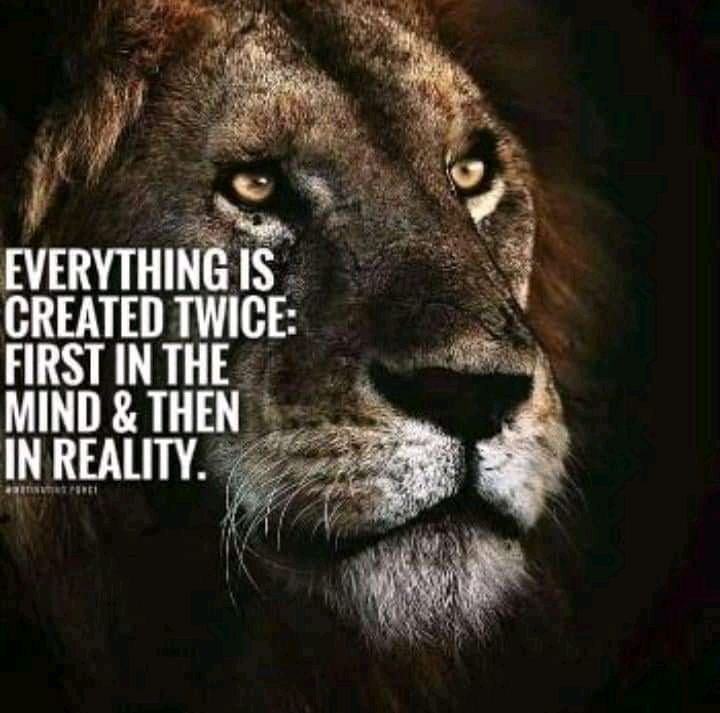 EVERYTHING IS
CREATED TWICE:
FIRST IN THE
MIND & THEN
IN REALITY.